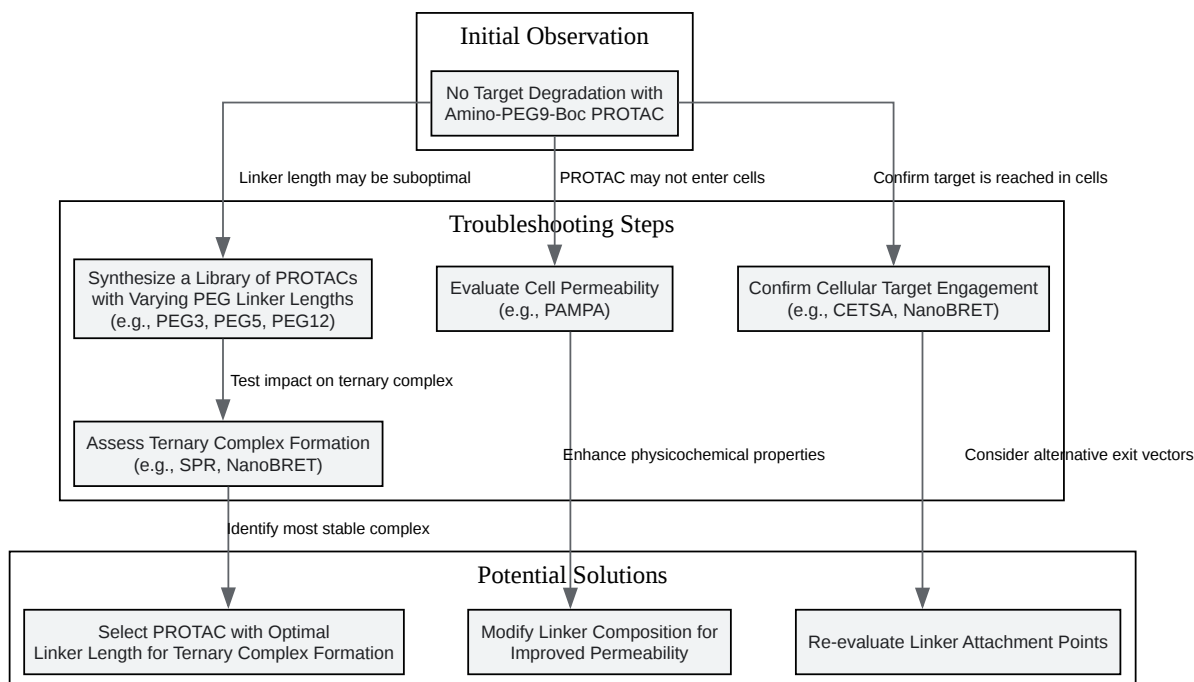 Initial Observation
No Target Degradation with
Amino-PEG9-Boc PROTAC
Linker length may be suboptimal
PROTAC may not enter cells
Confirm target is reached in cells
Troubleshooting Steps
Synthesize a Library of PROTACs
with Varying PEG Linker Lengths
(e.g., PEG3, PEG5, PEG12)
Evaluate Cell Permeability
(e.g., PAMPA)
Confirm Cellular Target Engagement
(e.g., CETSA, NanoBRET)
Test impact on ternary complex
Assess Ternary Complex Formation
(e.g., SPR, NanoBRET)
Enhance physicochemical properties
Consider alternative exit vectors
Identify most stable complex
Potential Solutions
Select PROTAC with Optimal
Linker Length for Ternary Complex Formation
Modify Linker Composition for
Improved Permeability
Re-evaluate Linker Attachment Points